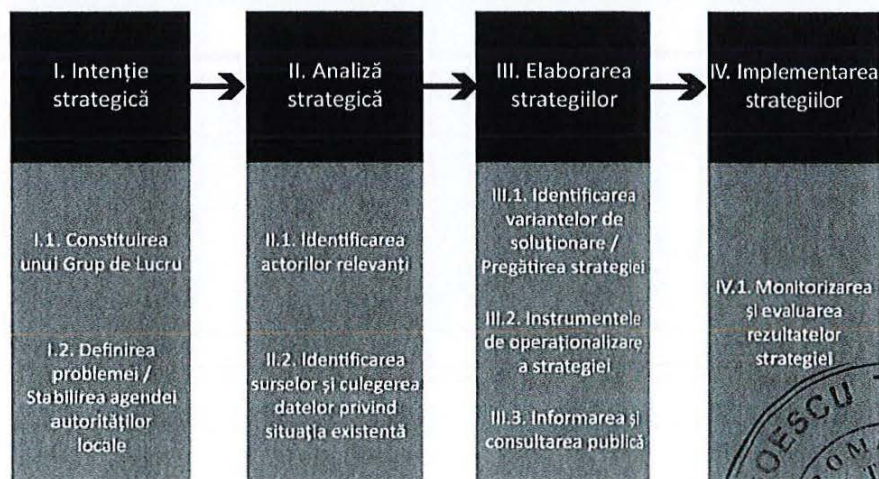 I. Intenție
strategică
II. Analiză
strategică
III. Elaborarea
strategiilor
IV. Implementarea
strategiilor
I.1. Constituirea
unui Grup de Lucru
I.2. Definirea
problemei /
Stabilirea agendei
autorităților
locale
II.1. Identificarea
actorilor relevanți
II.2. Identificarea
surselor și culegerea
datelor privind
situația existentă
III.1. Identificarea
variantelor de
soluționare /
Pregătirea strategiei
III.2. Instrumentele
de operaționalizare
a strategiei
III.3. Informarea și
consultarea publică
IV.1. Monitorizarea
și evaluarea
rezultatelor
strategiei